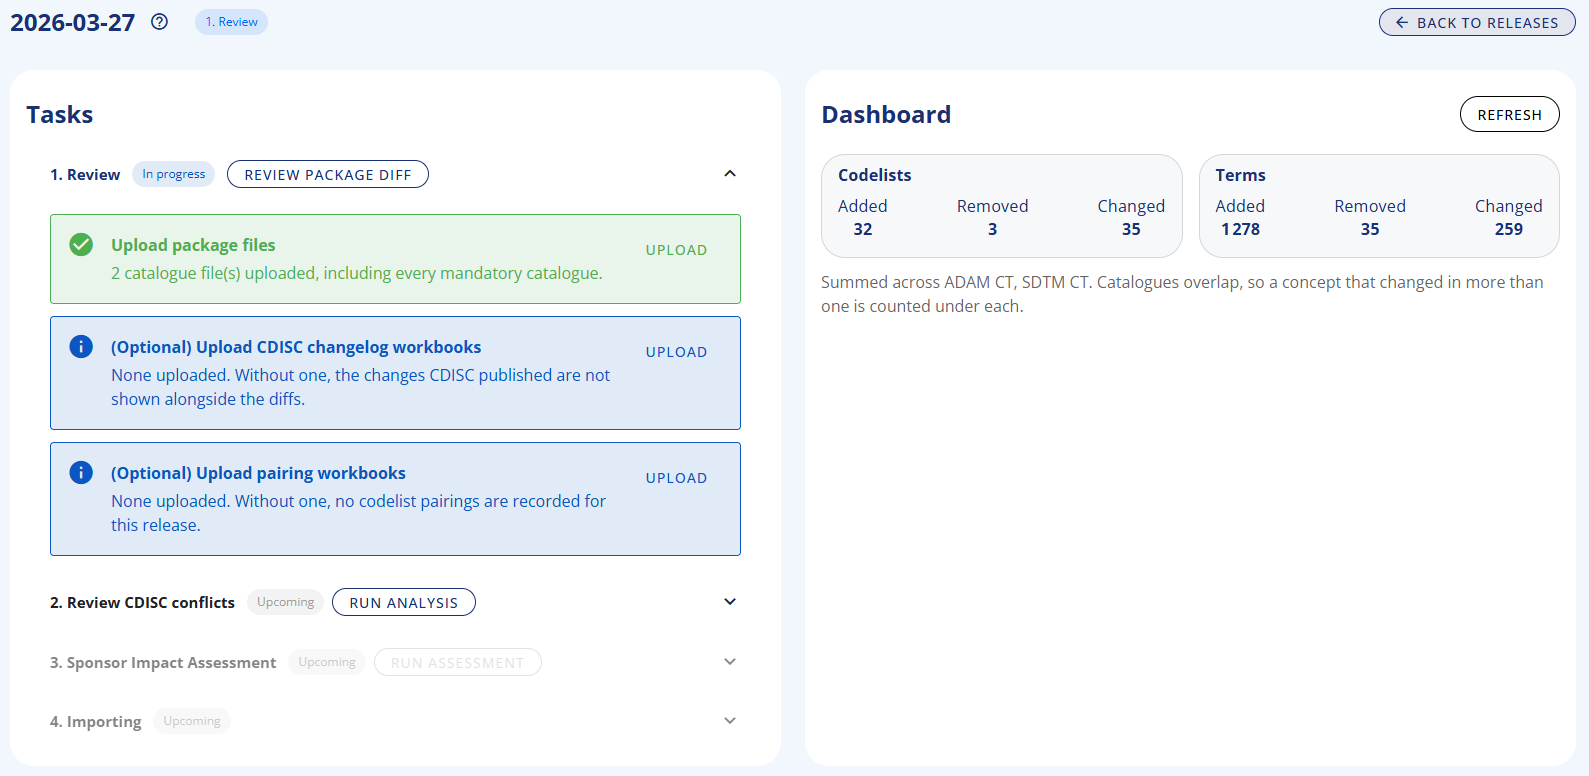 2026-03-27
1. Review
BACK TO RELEASES
Tasks
1. Review
In progress
REVIEW PACKAGE DIFF
Upload package files
2 catalogue file(s) uploaded, including every mandatory catalogue.
UPLOAD
(Optional) Upload CDISC changelog workbooks
None uploaded. Without one, the changes CDISC published are not
shown alongside the diffs.
UPLOAD
(Optional) Upload pairing workbooks
None uploaded. Without one, no codelist pairings are recorded for
this release.
UPLOAD
2. Review CDISC conflicts
Upcoming
RUN ANALYSIS
3. Sponsor Impact Assessment
Upcoming
RUN ASSESSMENT
4. Importing
Upcoming
Dashboard
REFRESH
Codelists
Added Removed Changed
32 3 35
Terms
Added Removed Changed
1 278 35 259
Summed across ADAM CT, SDTM CT. Catalogues overlap, so a concept that changed in more than
one is counted under each.